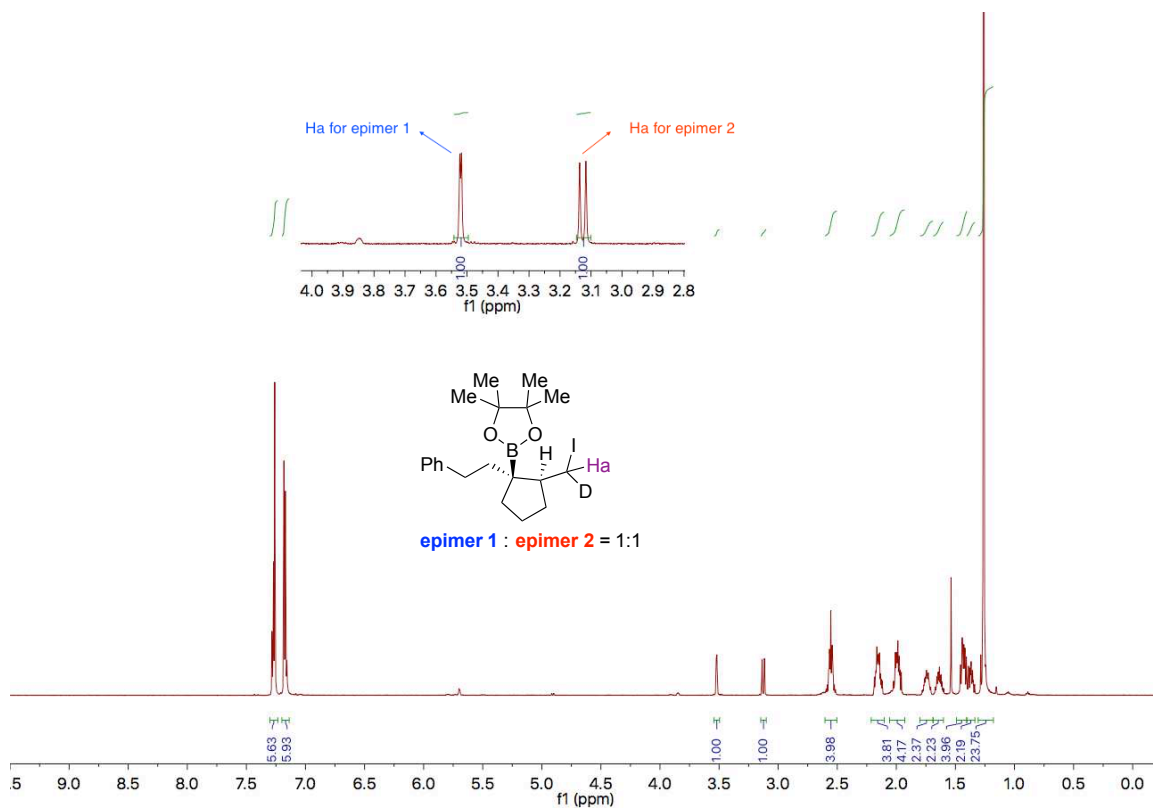 Ha for epimer 1
Ha for epimer 2
1.00
1.00
4.0 3.9 3.8 3.7 3.6 3.5 3.4 3.3 3.2 3.1 3.0 2.9 2.8
f1 (ppm)
Me Me
Me Me
O O
B H I
Ph Ha
D
epimer 1 : epimer 2 = 1:1
5.63 5.93 1.00 1.00 3.98 3.81 4.17 2.37 2.23 3.96 2.19 23.75
9.0 8.5 8.0 7.5 7.0 6.5 6.0 5.5 5.0 4.5 4.0 3.5 3.0 2.5 2.0 1.5 1.0 0.5 0.0
f1 (ppm)